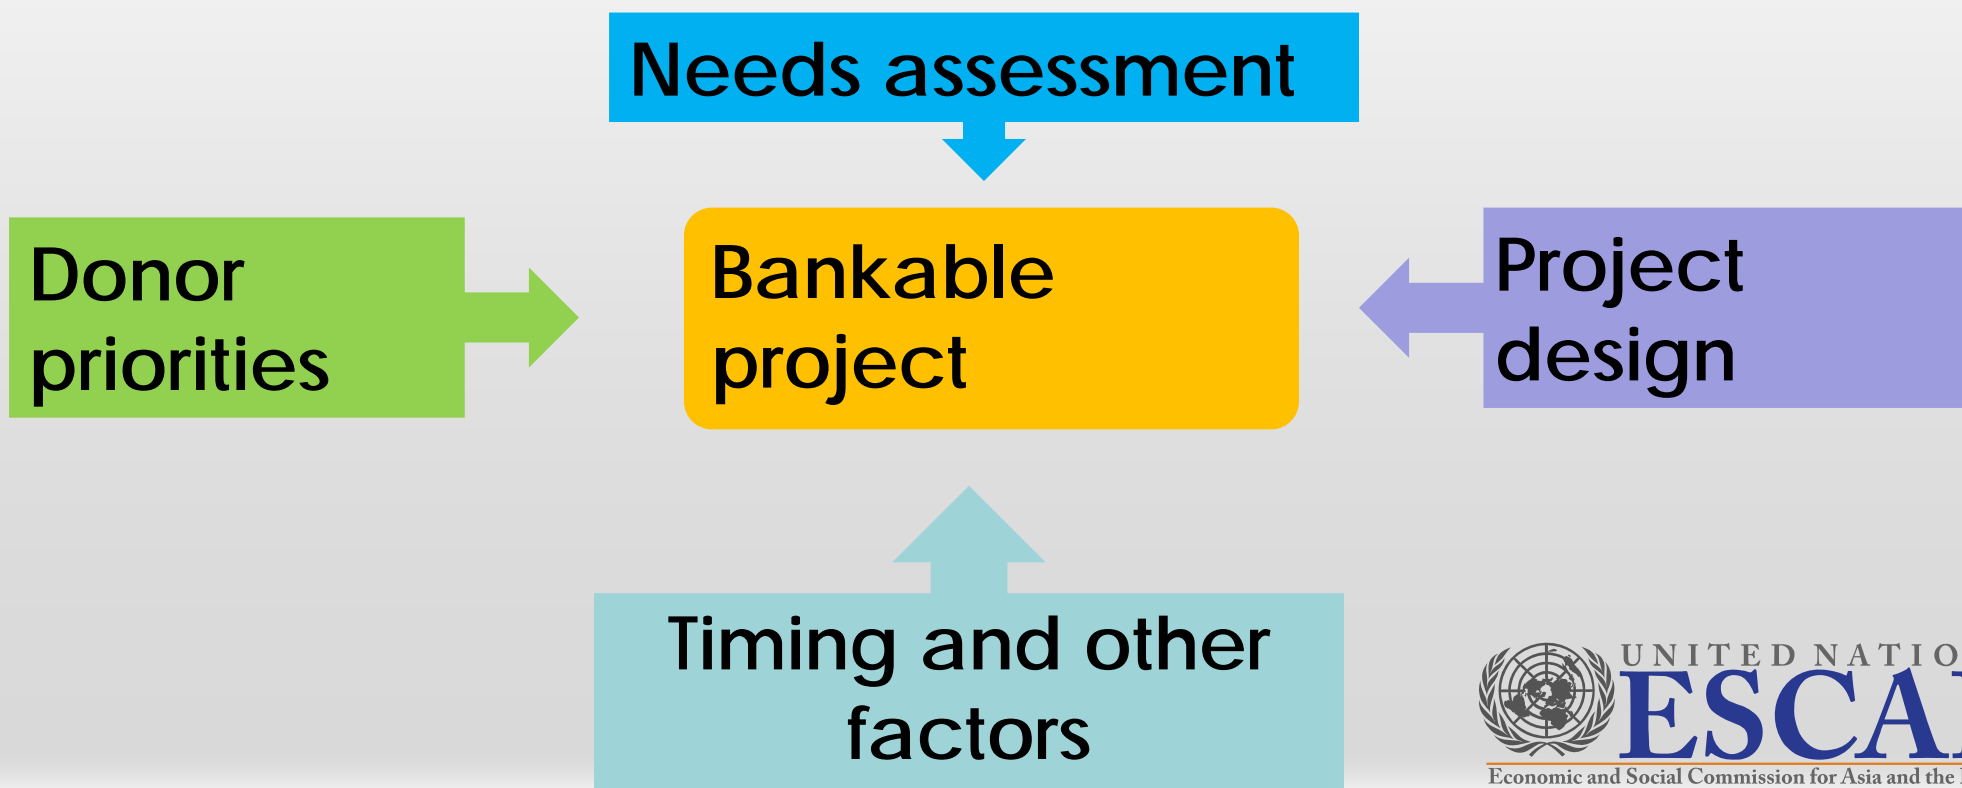 Needs assessment
Donor
priorities
Bankable
project
Project
design
Timing and other
factors
UNITED NATIO
ESCA
Economic and Social Commission for Asia and the